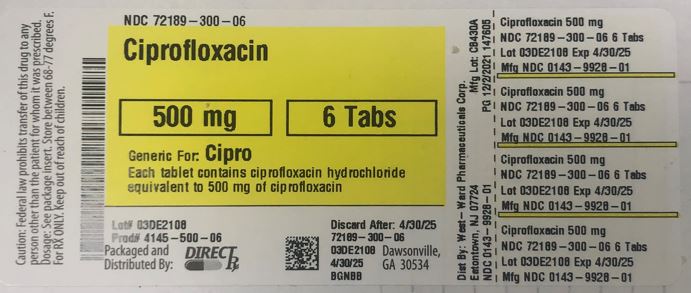 Caution: Federal law prohibits transfer of this drug to any
person other than the patient for whom it was prescribed.
Dosage: See package insert. Store between 68-77 degrees F.
For RX ONLY. Keep out of reach of children.
NDC 72189-300-06
Ciprofloxacin
500 mg
6 Tabs
Generic For: Cipro
Each tablet contains ciprofloxacin hydrochloride
equivalent to 500 mg of ciprofloxacin
Lot# 03DE2108
Prod# 4145-500-06
Packaged and
Distributed By:
DIRECT Rx
Discard After: 4/30/25
72189-300-06
03DE2108
4/30/25
BGNBB
Dawsonville,
GA 30534
Dist By: West-Ward Pharmaceuticals Corp.
Eatontown, NJ 07724
NDC 0143-9928-01
Mfg Lot: C8430A
PG 12/2/2021 147605
Ciprofloxacin 500 mg
NDC 72189-300-06 6 Tabs
Lot 03DE2108 Exp 4/30/25
Mfg NDC 0143-9928-01
Ciprofloxacin 500 mg
NDC 72189-300-06 6 Tabs
Lot 03DE2108 Exp 4/30/25
Mfg NDC 0143-9928-01
Ciprofloxacin 500 mg
NDC 72189-300-06 6 Tabs
Lot 03DE2108 Exp 4/30/25
Mfg NDC 0143-9928-01
Ciprofloxacin 500 mg
NDC 72189-300-06 6 Tabs
Lot 03DE2108 Exp 4/30/25
Mfg NDC 0143-9928-01